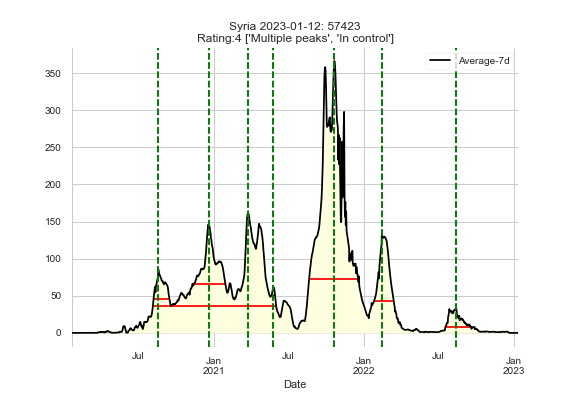 Syria 2023-01-12: 57423
Rating:4 ['Multiple peaks', 'In control']
Average-7d
350
300
250
200
150
100
50
0
Jul
Jan
2021
Jul
Jan
2022
Jul
Jan
2023
Date